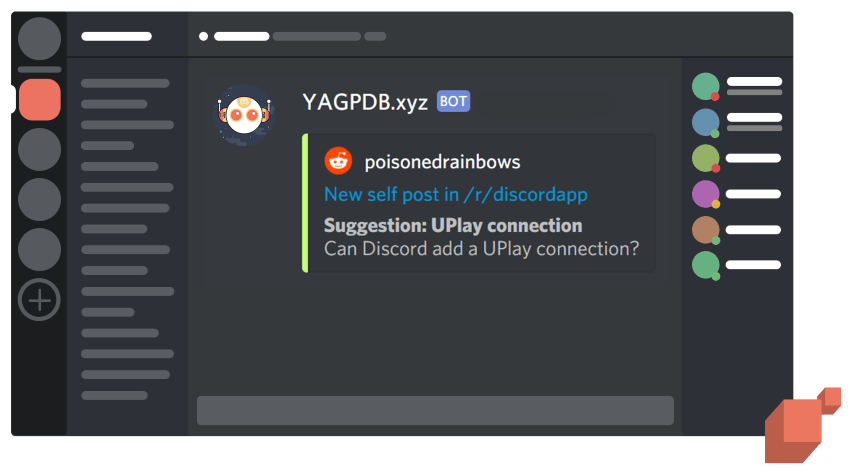 YAGPDB.xyz BOT
poisonedrainbows
New self post in /r/discordapp
Suggestion: UPlay connection
Can Discord add a UPlay connection?